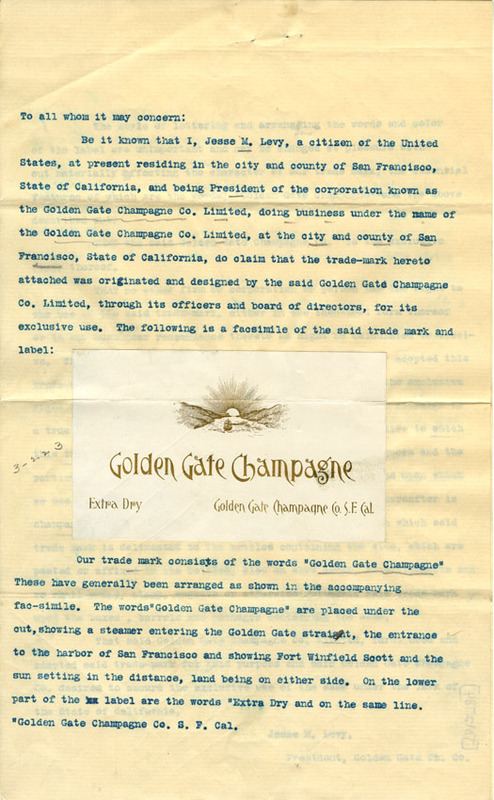 To all whom it may concern:
Be it known that I, Jesse M. Levy, a citizen of the United
States, at present residing in the city and county of San Francisco,
State of California, and being President of the corporation known as
the Golden Gate Champagne Co. Limited, doing business under the name of
the Golden Gate Champagne Co. Limited, at the city and county of San
Francisco, State of California, do claim that the trade-mark hereto
attached was originated and designed by the said Golden Gate Champagne
Co. Limited, through its officers and board of directors, for its
exclusive use. The following is a facsimile of the said trade mark and
label:
Golden Gate Champagne
Extra Dry Golden Gate Champagne Co. S.F. Cal.
Our trade mark consists of the words "Golden Gate Champagne"
These have generally been arranged as shown in the accompanying
fac-simile. The words"Golden Gate Champagne" are placed under the
cut,showing a steamer entering the Golden Gate straight, the entrance
to the harbor of San Francisco and showing Fort Winfield Scott and the
sun setting in the distance, land being on either side. On the lower
part of the label are the words "Extra Dry and on the same line.
"Golden Gate Champagne Co. S. F. Cal.
Jesse M. Levy,
President, Golden Gate Co.